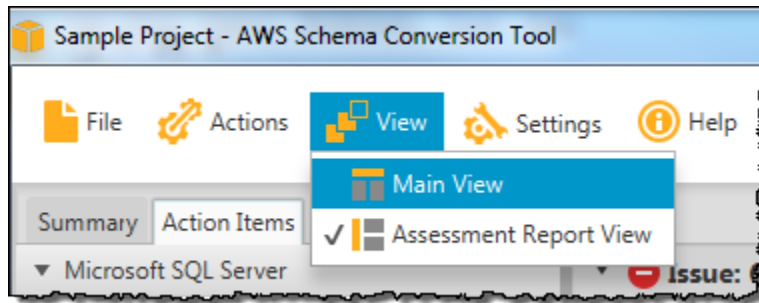 Sample Project - AWS Schema Conversion Tool
File Actions View Settings Help
Main View
Summary Action Items
Assessment Report View
Microsoft SQL Server
Issue: